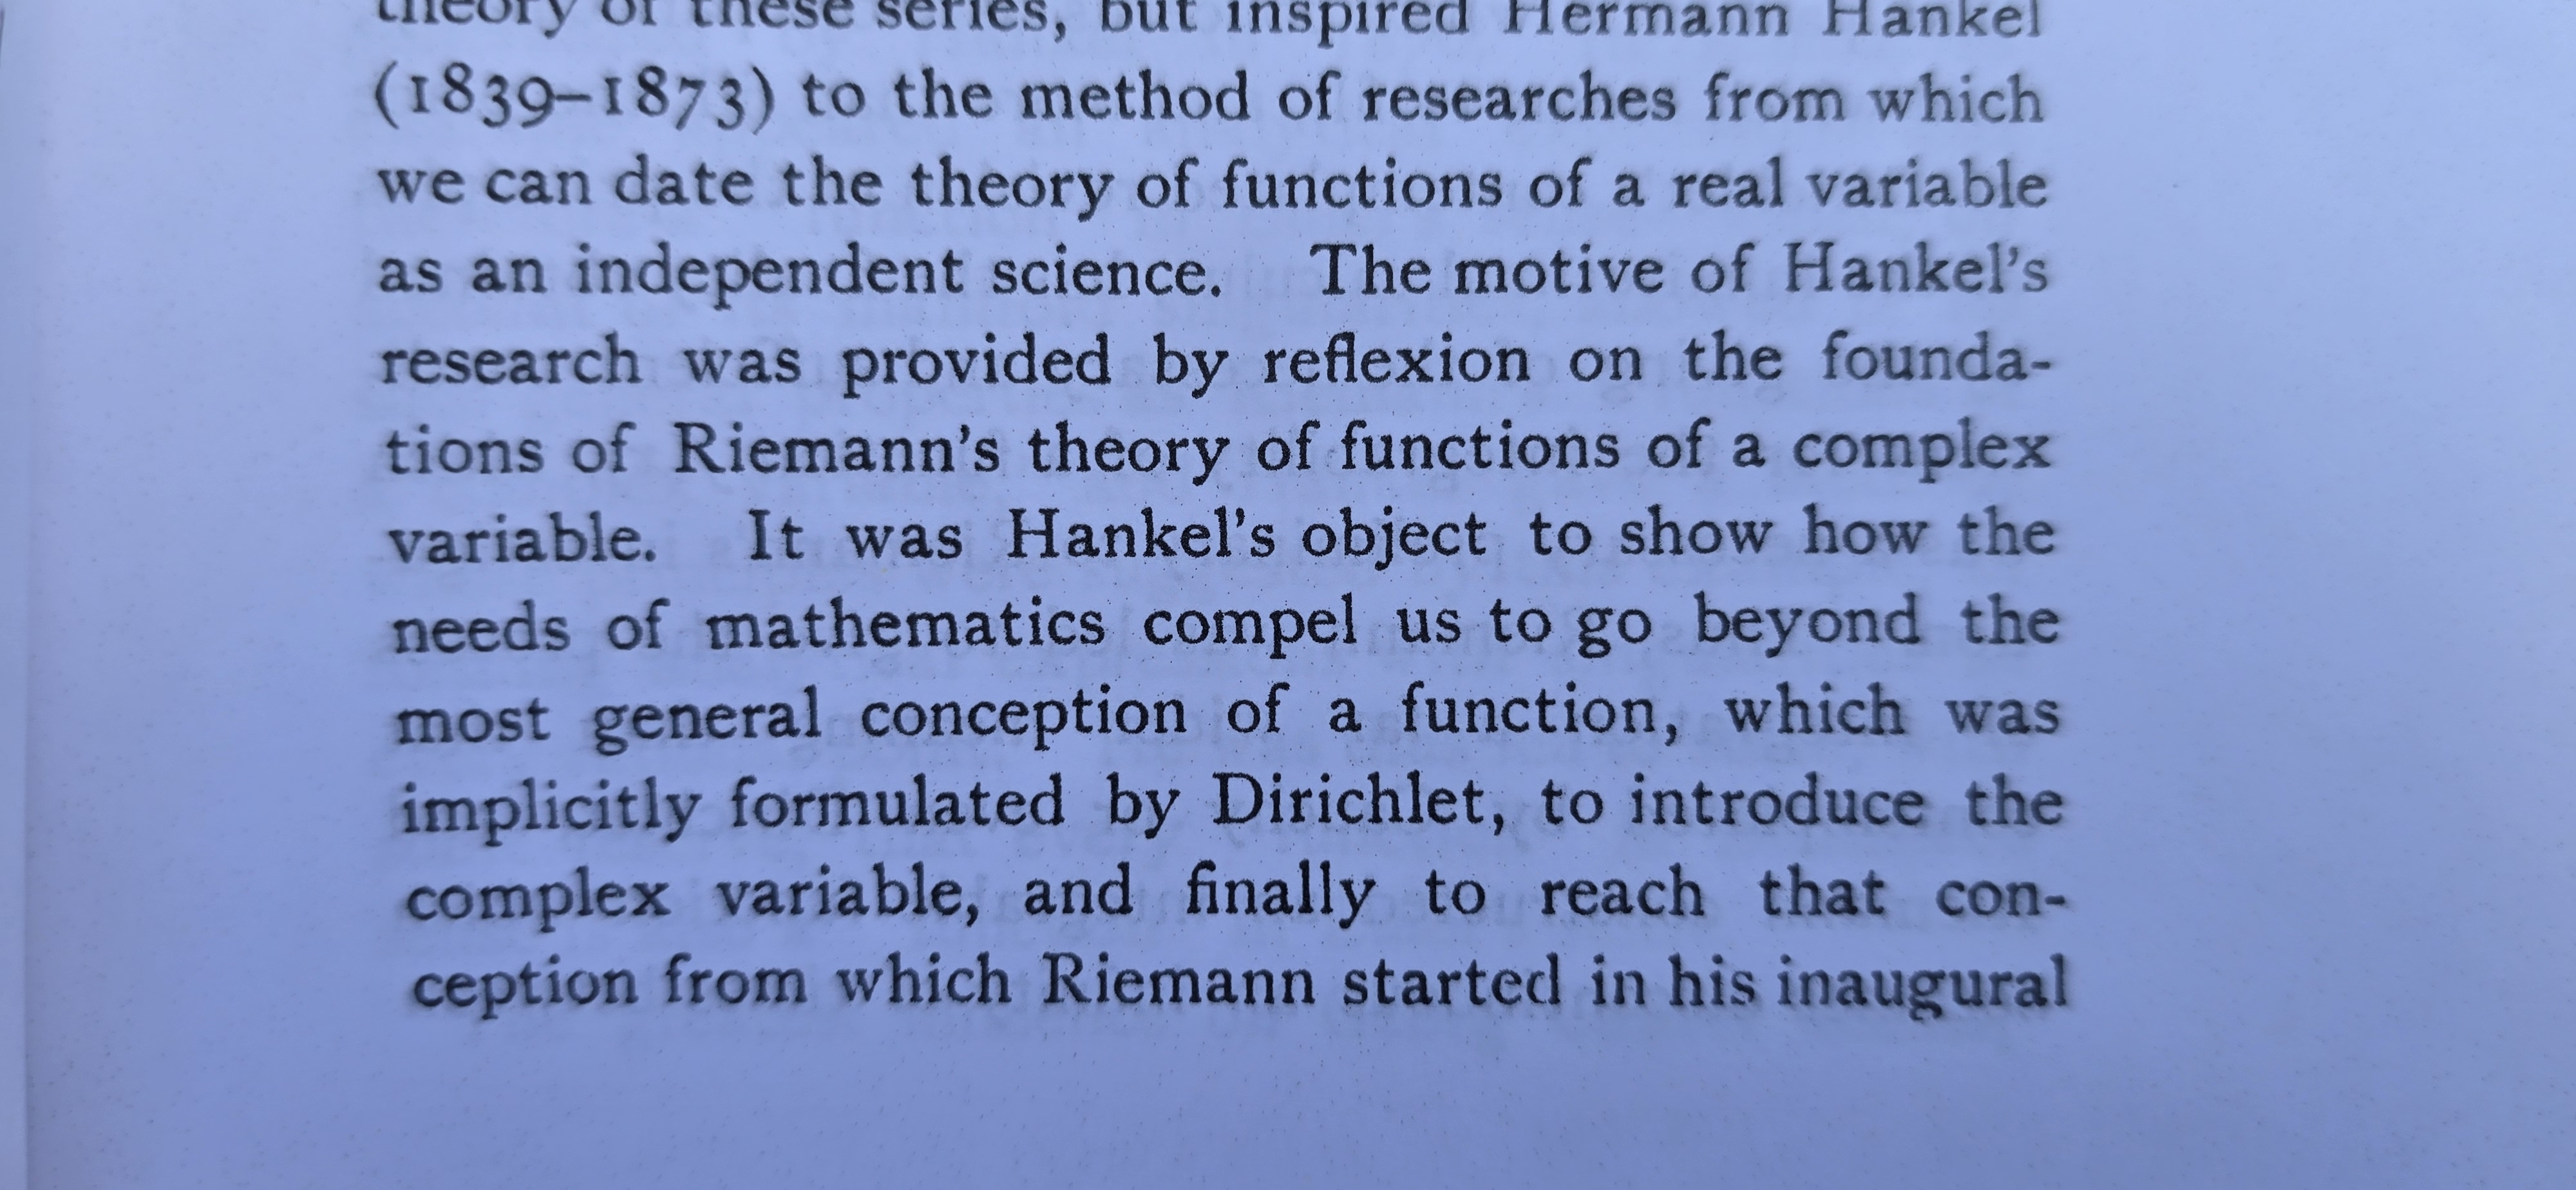 theory of these series, but inspired Hermann Hankel
(1839–1873) to the method of researches from which
we can date the theory of functions of a real variable
as an independent science. The motive of Hankel’s
research was provided by reflexion on the founda-
tions of Riemann’s theory of functions of a complex
variable. It was Hankel’s object to show how the
needs of mathematics compel us to go beyond the
most general conception of a function, which was
implicitly formulated by Dirichlet, to introduce the
complex variable, and finally to reach that con-
ception from which Riemann started in his inaugural